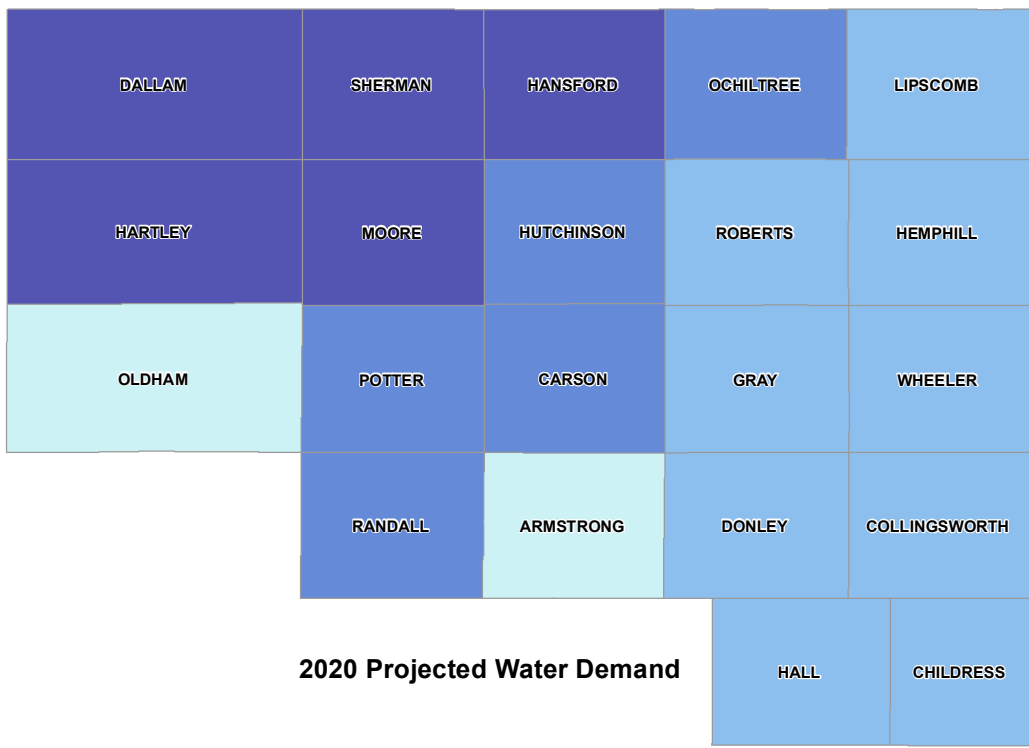 DALLAM
SHERMAN
HANSFORD
OCHILTREE
LIPSCOMB
HARTLEY
MOORE
HUTCHINSON
ROBERTS
HEMPHILL
OLDHAM
POTTER
CARSON
GRAY
WHEELER
RANDALL
ARMSTRONG
DONLEY
COLLINGSWORTH
2020 Projected Water Demand
HALL
CHILDRESS